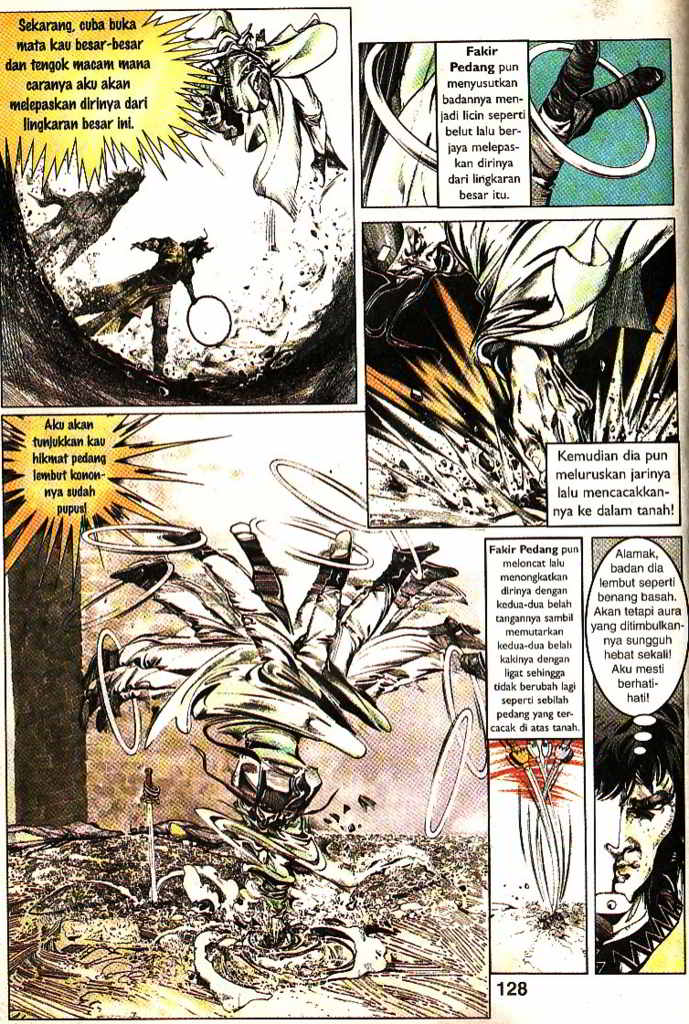 Sekarang, cuba buka
mata kau besar-besar
dan tengok macam mana
caranya aku akan
melepaskan dirinya dari
lingkaran besar ini.
Fakir
Pedang pun
menyusutkan
badannya men-
jadi licin seperti
belut lalu ber-
jaya melepas-
kan dirinya
dari lingkaran
besar itu.
Kemudian dia pun
meluruskan jarinya
lalu mencacakkan-
nya ke dalam tanah!
Aku akan
tunjukkan kau
hikmat pedang
lembut konon-
nya sudah
pupus!
Fakir Pedang pun
meloncat lalu
menongkatkan
dirinya dengan
kedua-dua belah
tangannya sambil
memutarkan
kedua-dua belah
kakinya dengan
ligat sehingga
tidak berubah lagi
seperti sebilah
pedang yang ter-
cacak di atas tanah.
Alamak,
badan dia
lembut seperti
benang basah.
Akan tetapi aura
yang ditimbulkan-
nya sungguh
hebat sekali!
Aku mesti
berhati-
hati!
128